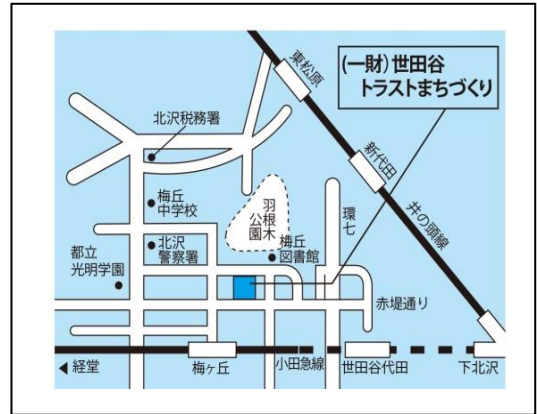 (一財)世田谷
トラストまちづくり
東松原
北沢税務署
新代田
井の頭線
梅丘
中学校
羽根木
公園
環七
梅丘
図書館
北沢
警察署
都立
光明学園
赤堤通り
経堂
梅ヶ丘
小田急線
世田谷代田
下北沢